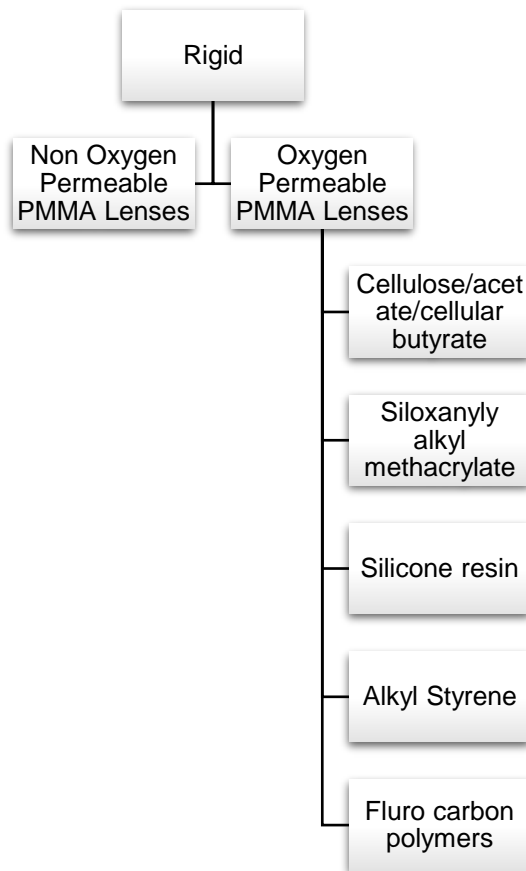 Rigid
Non Oxygen
Permeable
PMMA Lenses
Oxygen
Permeable
PMMA Lenses
Cellulose/acet
ate/cellular
butyrate
Siloxanyly
alkyl
methacrylate
Silicone resin
Alkyl Styrene
Fluro carbon
polymers